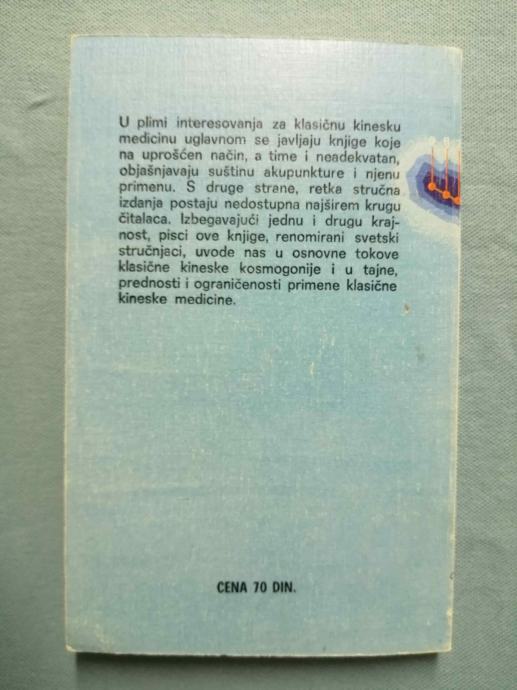 U plimi interesovanja za klasičnu kinesku
medicinu uglavnom se javljaju knjige koje
na uprošćen način, a time i neadekvatan,
objašnjavaju suštinu akupunkture i njenu
primenu. S druge strane, retka stručna
izdanja postaju nedostupna najširem krugu
čitalaca. Izbegavajući jednu i drugu kraj-
nost, pisci ove knjige, renomirani svetski
stručnjaci, uvode nas u osnovne tokove
klasične kineske kosmogonije i u tajne,
prednosti i ograničenosti primene klasične
kineske medicine.
CENA 70 DIN.